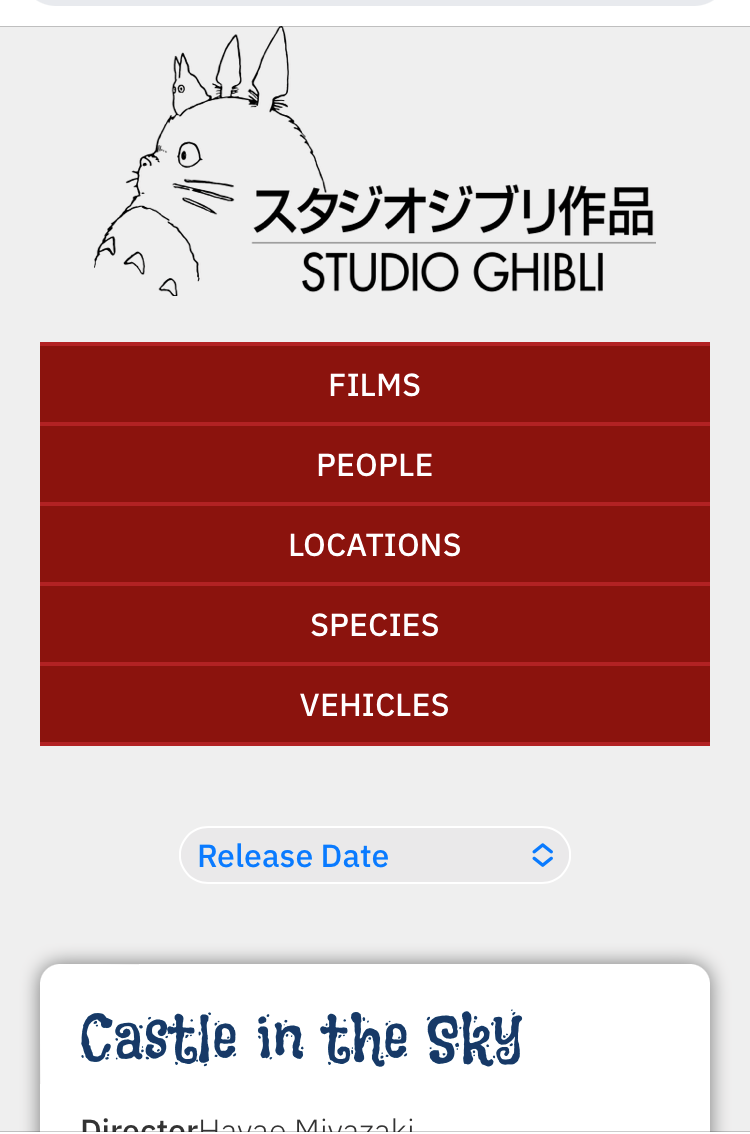 スタジオジブリ作品
STUDIO GHIBLI
FILMS
PEOPLE
LOCATIONS
SPECIES
VEHICLES
Release Date
Castle in the Sky
DirectorHayao Miyazaki